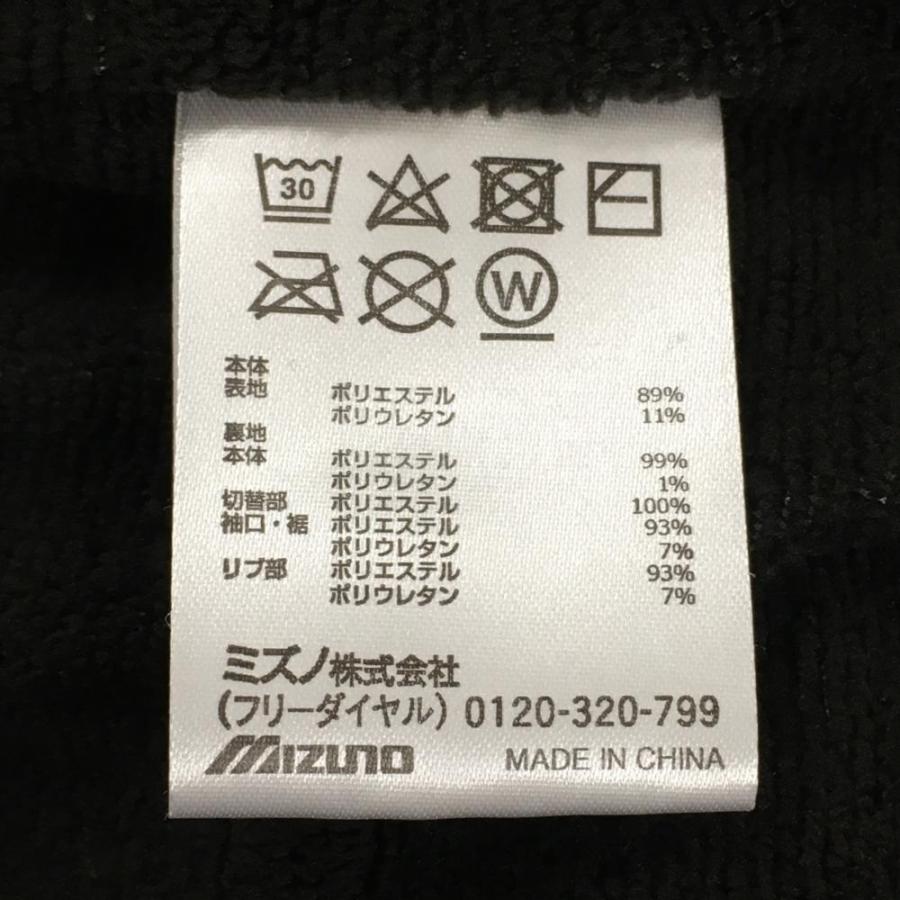 30
W
本体
表地 ポリエステル 89%
ポリウレタン 11%
裏地
本体 ポリエステル 99%
ポリウレタン 1%
切替部 ポリエステル 100%
袖口・裾 ポリエステル 93%
ポリウレタン 7%
リブ部 ポリエステル 93%
ポリウレタン 7%
ミズノ株式会社
(フリーダイヤル) 0120-320-799
MIZUNO MADE IN CHINA